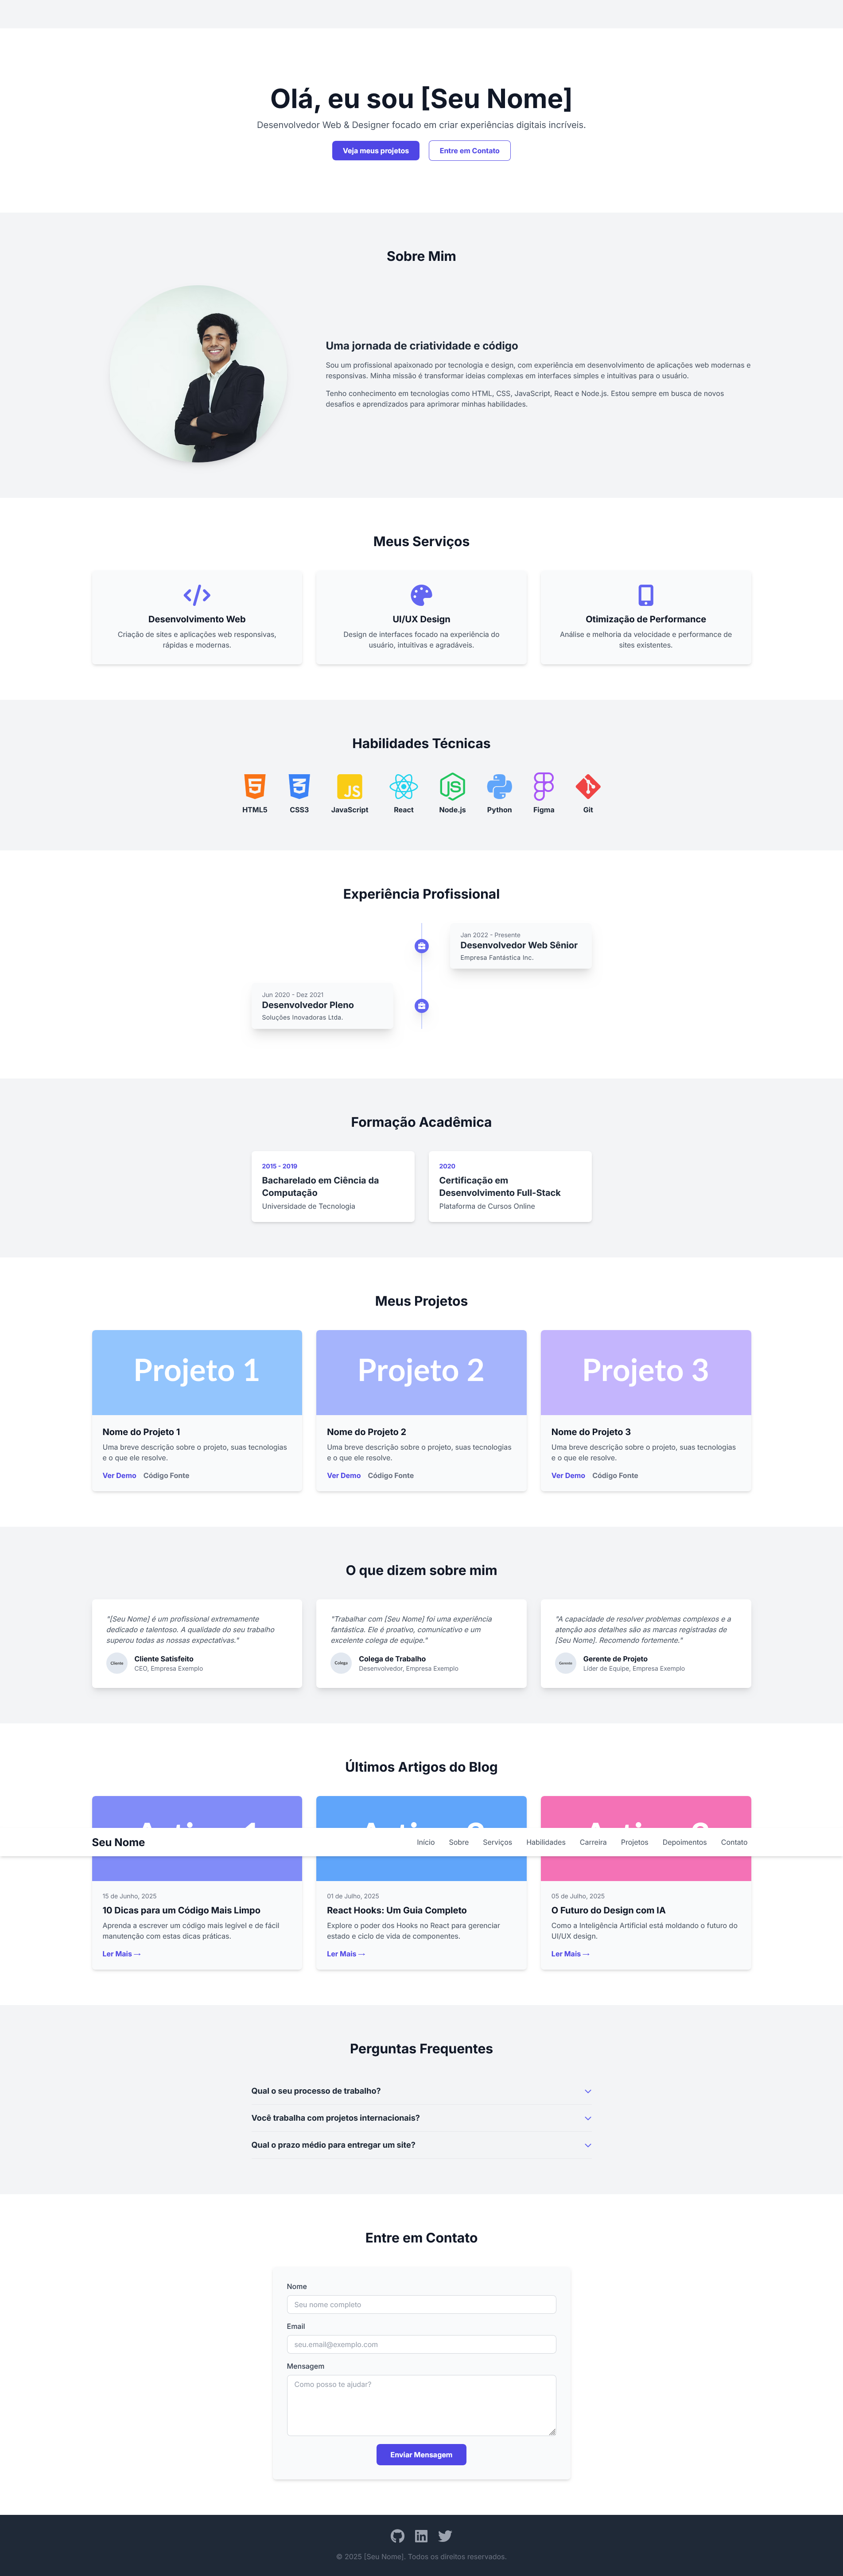 Olá, eu sou [Seu Nome]
Desenvolvedor Web & Designer focado em criar experiências digitais incríveis.
Veja meus projetos
Entre em Contato
Sobre Mim
Uma jornada de criatividade e código
Sou um profissional apaixonado por tecnologia e design, com experiência em desenvolvimento de aplicações web modernas e
responsivas. Minha missão é transformar ideias complexas em interfaces simples e intuitivas para o usuário.
Tenho conhecimento em tecnologias como HTML, CSS, JavaScript, React e Node.js. Estou sempre em busca de novos
desafios e aprendizados para aprimorar minhas habilidades.
Meus Serviços
Desenvolvimento Web
Criação de sites e aplicações web responsivas,
rápidas e modernas.
UI/UX Design
Design de interfaces focado na experiência do
usuário, intuitivas e agradáveis.
Otimização de Performance
Análise e melhoria da velocidade e performance de
sites existentes.
Habilidades Técnicas
HTML5
CSS3
JS
JavaScript
React
Node.js
Python
Figma
Git
Experiência Profissional
Jan 2022 - Presente
Desenvolvedor Web Sênior
Empresa Fantástica Inc.
Jun 2020 - Dez 2021
Desenvolvedor Pleno
Soluções Inovadoras Ltda.
Formação Acadêmica
2015 - 2019
Bacharelado em Ciência da
Computação
Universidade de Tecnologia
2020
Certificação em
Desenvolvimento Full-Stack
Plataforma de Cursos Online
Meus Projetos
Projeto 1
Nome do Projeto 1
Uma breve descrição sobre o projeto, suas tecnologias
e o que ele resolve.
Ver Demo Código Fonte
Projeto 2
Nome do Projeto 2
Uma breve descrição sobre o projeto, suas tecnologias
e o que ele resolve.
Ver Demo Código Fonte
Projeto 3
Nome do Projeto 3
Uma breve descrição sobre o projeto, suas tecnologias
e o que ele resolve.
Ver Demo Código Fonte
O que dizem sobre mim
"[Seu Nome] é um profissional extremamente
dedicado e talentoso. A qualidade do seu trabalho
superou todas as nossas expectativas."
Cliente
Cliente Satisfeito
CEO, Empresa Exemplo
"Trabalhar com [Seu Nome] foi uma experiência
fantástica. Ele é proativo, comunicativo e um
excelente colega de equipe."
Colega
Colega de Trabalho
Desenvolvedor, Empresa Exemplo
"A capacidade de resolver problemas complexos e a
atenção aos detalhes são as marcas registradas de
[Seu Nome]. Recomendo fortemente."
Gerente
Gerente de Projeto
Líder de Equipe, Empresa Exemplo
Últimos Artigos do Blog
Seu Nome
Início
Sobre
Serviços
Habilidades
Carreira
Projetos
Depoimentos
Contato
15 de Junho, 2025
10 Dicas para um Código Mais Limpo
Aprenda a escrever um código mais legível e de fácil
manutenção com estas dicas práticas.
Ler Mais →
01 de Julho, 2025
React Hooks: Um Guia Completo
Explore o poder dos Hooks no React para gerenciar
estado e ciclo de vida de componentes.
Ler Mais →
05 de Julho, 2025
O Futuro do Design com IA
Como a Inteligência Artificial está moldando o futuro do
UI/UX design.
Ler Mais →
Perguntas Frequentes
Qual o seu processo de trabalho?
Você trabalha com projetos internacionais?
Qual o prazo médio para entregar um site?
Entre em Contato
Nome
Seu nome completo
Email
seu.email@exemplo.com
Mensagem
Como posso te ajudar?
Enviar Mensagem
© 2025 [Seu Nome]. Todos os direitos reservados.